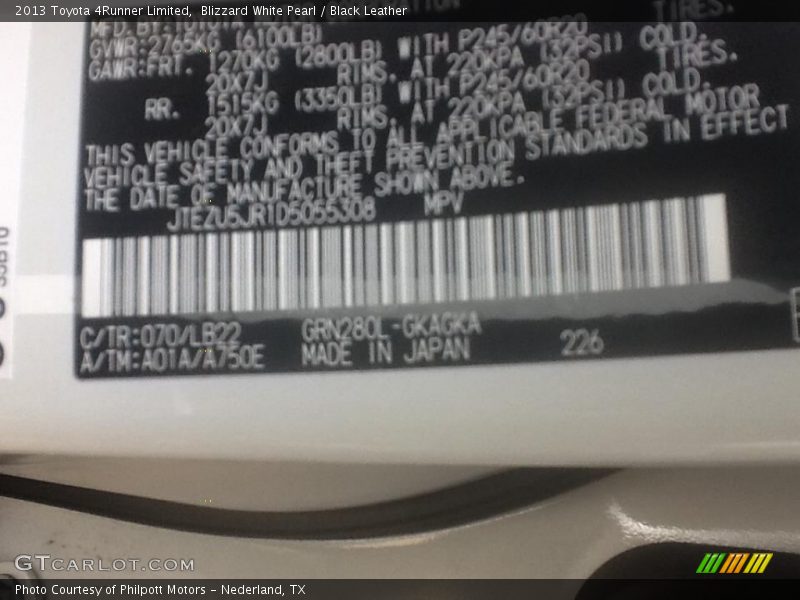 2013 Toyota 4Runner Limited, Blizzard White Pearl / Black Leather
TIRES.
GVWR:2765KG (6100LB)
GAWR:FRT. 1270KG (2800LB) WITH P245/60R20 TIRES.
20X7J RIMS. AT 220KPA (32PSI) COLD.
RR. 1515KG (3350LB) WITH P245/60R20 TIRES.
20X7J RIMS. AT 220KPA (32PSI) COLD.
THIS VEHICLE CONFORMS TO ALL APPLICABLE FEDERAL MOTOR
VEHICLE SAFETY AND THEFT PREVENTION STANDARDS IN EFFECT
THE DATE OF MANUFACTURE SHOWN ABOVE.
JTEZU5JR1D5055308 MPV
C/TR:070/LB22 GRN280L-GKAGKA
A/TM:A01A/A750E MADE IN JAPAN 226
GTCARLOT.COM
Photo Courtesy of Philpott Motors - Nederland, TX